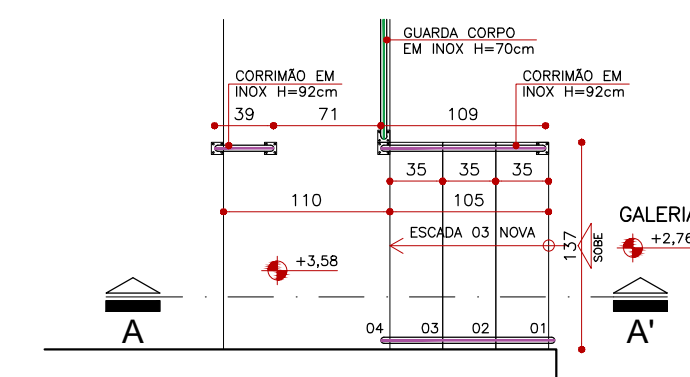 GUARDA CORPO
EM INOX H=70cm
CORRIMÃO EM
INOX H=92cm
CORRIMÃO EM
INOX H=92cm
39
71
109
35
35
35
110
105
GALERIA
ESCADA 03 NOVA
137
SOBE
+2,76
+3,58
04
03
02
01
A
A'